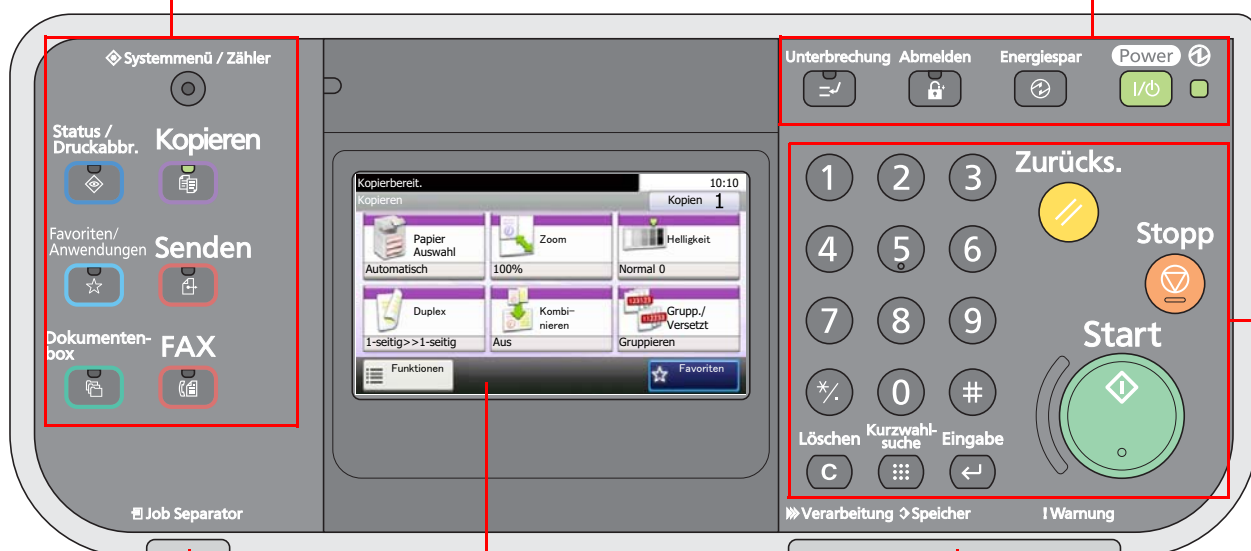 Systemmenü / Zähler
Status /
Druckabbr.
Kopieren
Favoriten/
Anwendungen
Senden
Dokumenten-
box
FAX
Job Separator
Kopierbereit.
10:10
Kopieren
Kopien 1
Papier
Auswahl
Automatisch
Zoom
100%
Helligkeit
Normal 0
Duplex
1-seitig>>1-seitig
Kombi-
nieren
Aus
123123
112233
Grupp./
Versetzt
Gruppieren
Funktionen
Favoriten
Unterbrechung
Abmelden
Energiespar
Power
I/⏻
1
2
3
Zurücks.
4
5
6
Stopp
7
8
9
Start
*/.
0
#
Löschen
Kurzwahl-
suche
Eingabe
C
Verarbeitung
Speicher
! Warnung